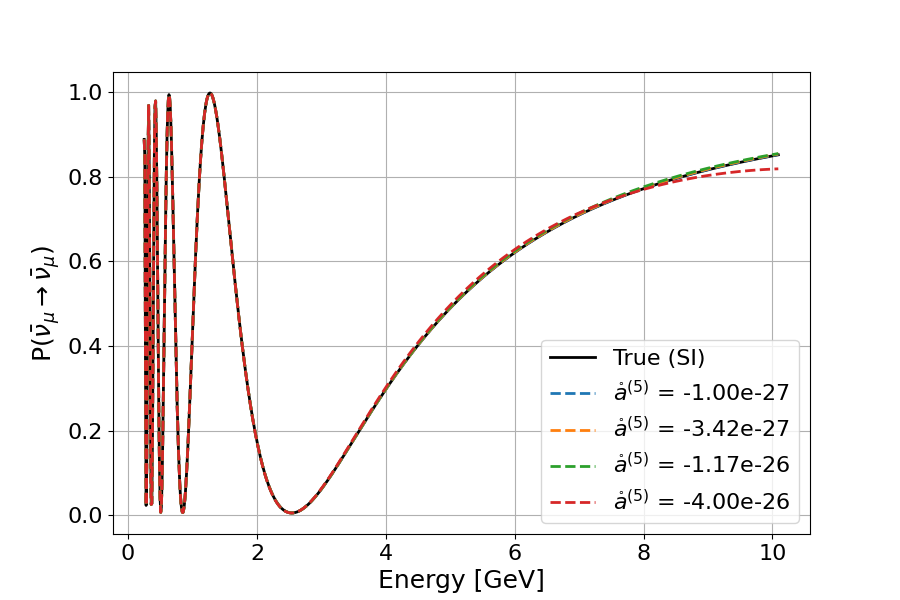 1.0
0.8
0.6
0.4
0.2
0.0
P(ν̄_μ → ν̄_μ)
0 2 4 6 8 10
Energy [GeV]
True (SI)
å^(5) = -1.00e-27
å^(5) = -3.42e-27
å^(5) = -1.17e-26
å^(5) = -4.00e-26